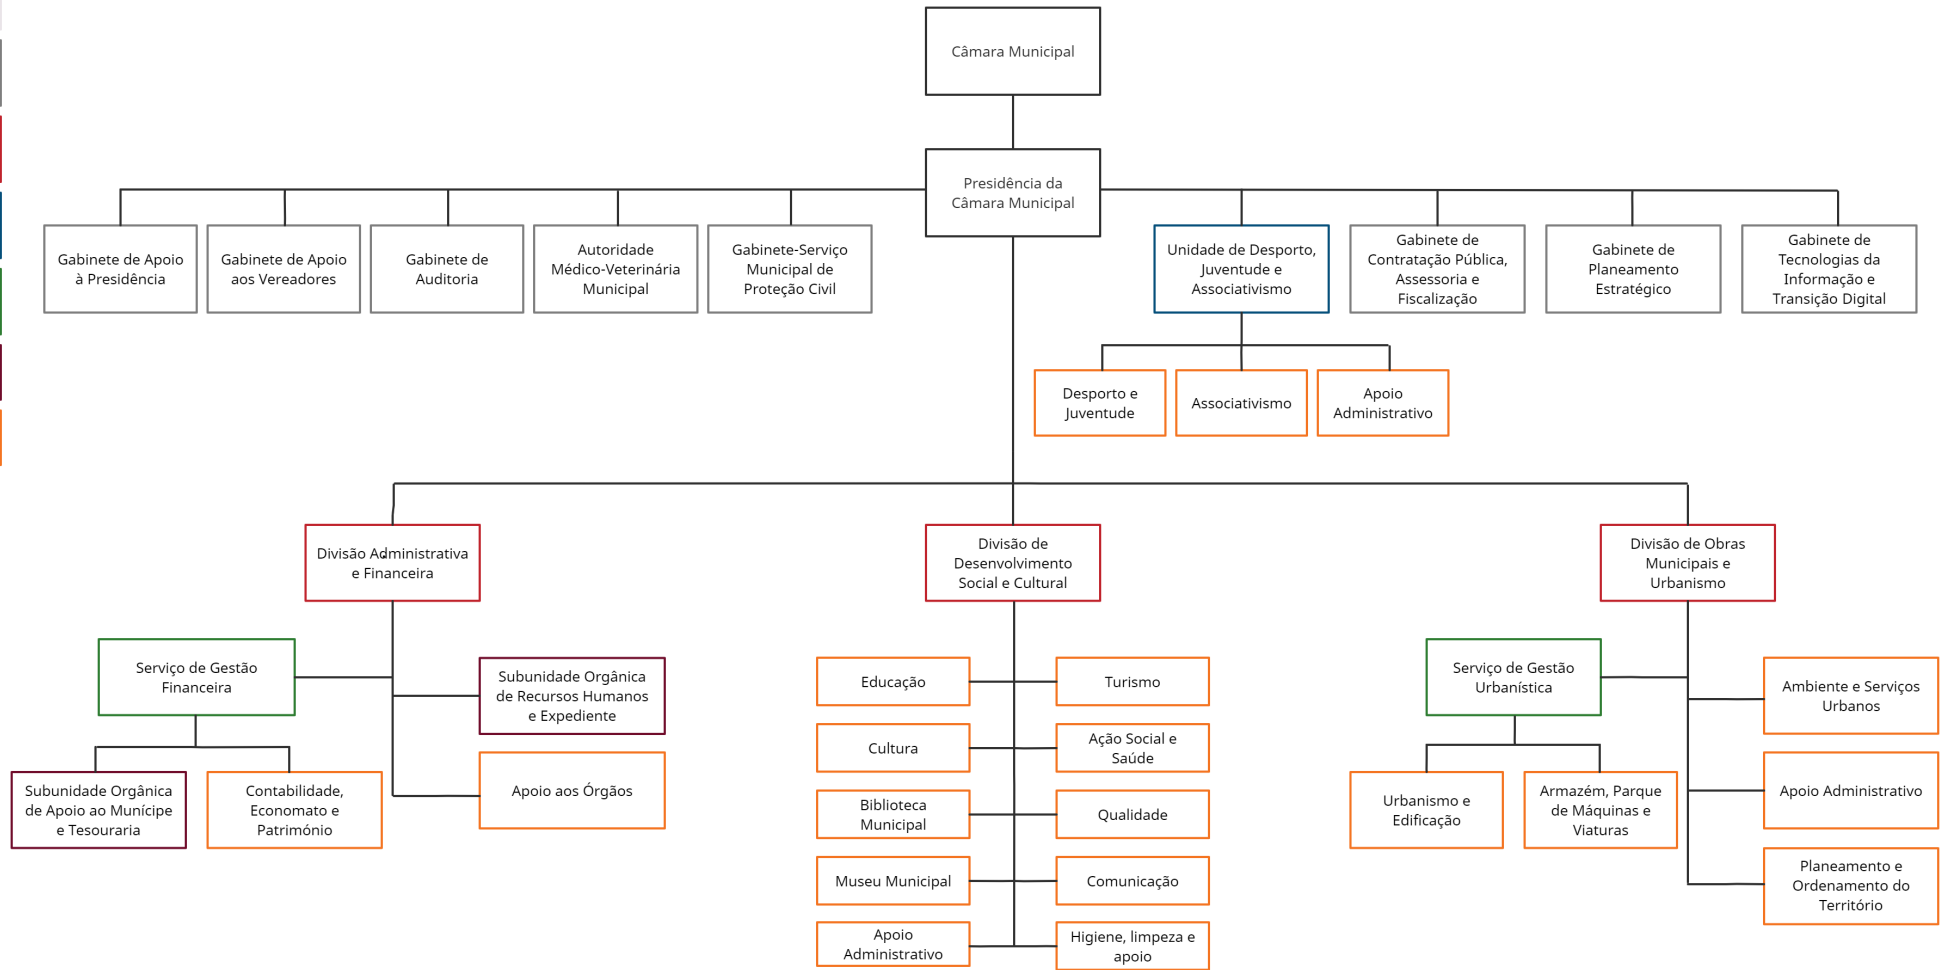 Câmara Municipal
Presidência da
Câmara Municipal
Gabinete de Apoio
à Presidência
Gabinete de Apoio
aos Vereadores
Gabinete de
Auditoria
Autoridade
Médico-Veterinária
Municipal
Gabinete-Serviço
Municipal de
Proteção Civil
Unidade de Desporto,
Juventude e
Associativismo
Gabinete de
Contratação Pública,
Assessoria e
Fiscalização
Gabinete de
Planeamento
Estratégico
Gabinete de
Tecnologias da
Informação e
Transição Digital
Desporto e
Juventude
Associativismo
Apoio
Administrativo
Divisão Administrativa
e Financeira
Divisão de
Desenvolvimento
Social e Cultural
Divisão de Obras
Municipais e
Urbanismo
Serviço de Gestão
Financeira
Subunidade Orgânica
de Recursos Humanos
e Expediente
Subunidade Orgânica
de Apoio ao Munícipe
e Tesouraria
Contabilidade,
Economato e
Património
Apoio aos Órgãos
Educação
Turismo
Cultura
Ação Social e
Saúde
Biblioteca
Municipal
Qualidade
Museu Municipal
Comunicação
Apoio
Administrativo
Higiene, limpeza e
apoio
Serviço de Gestão
Urbanística
Ambiente e Serviços
Urbanos
Urbanismo e
Edificação
Armazém, Parque
de Máquinas e
Viaturas
Apoio Administrativo
Planeamento e
Ordenamento do
Território